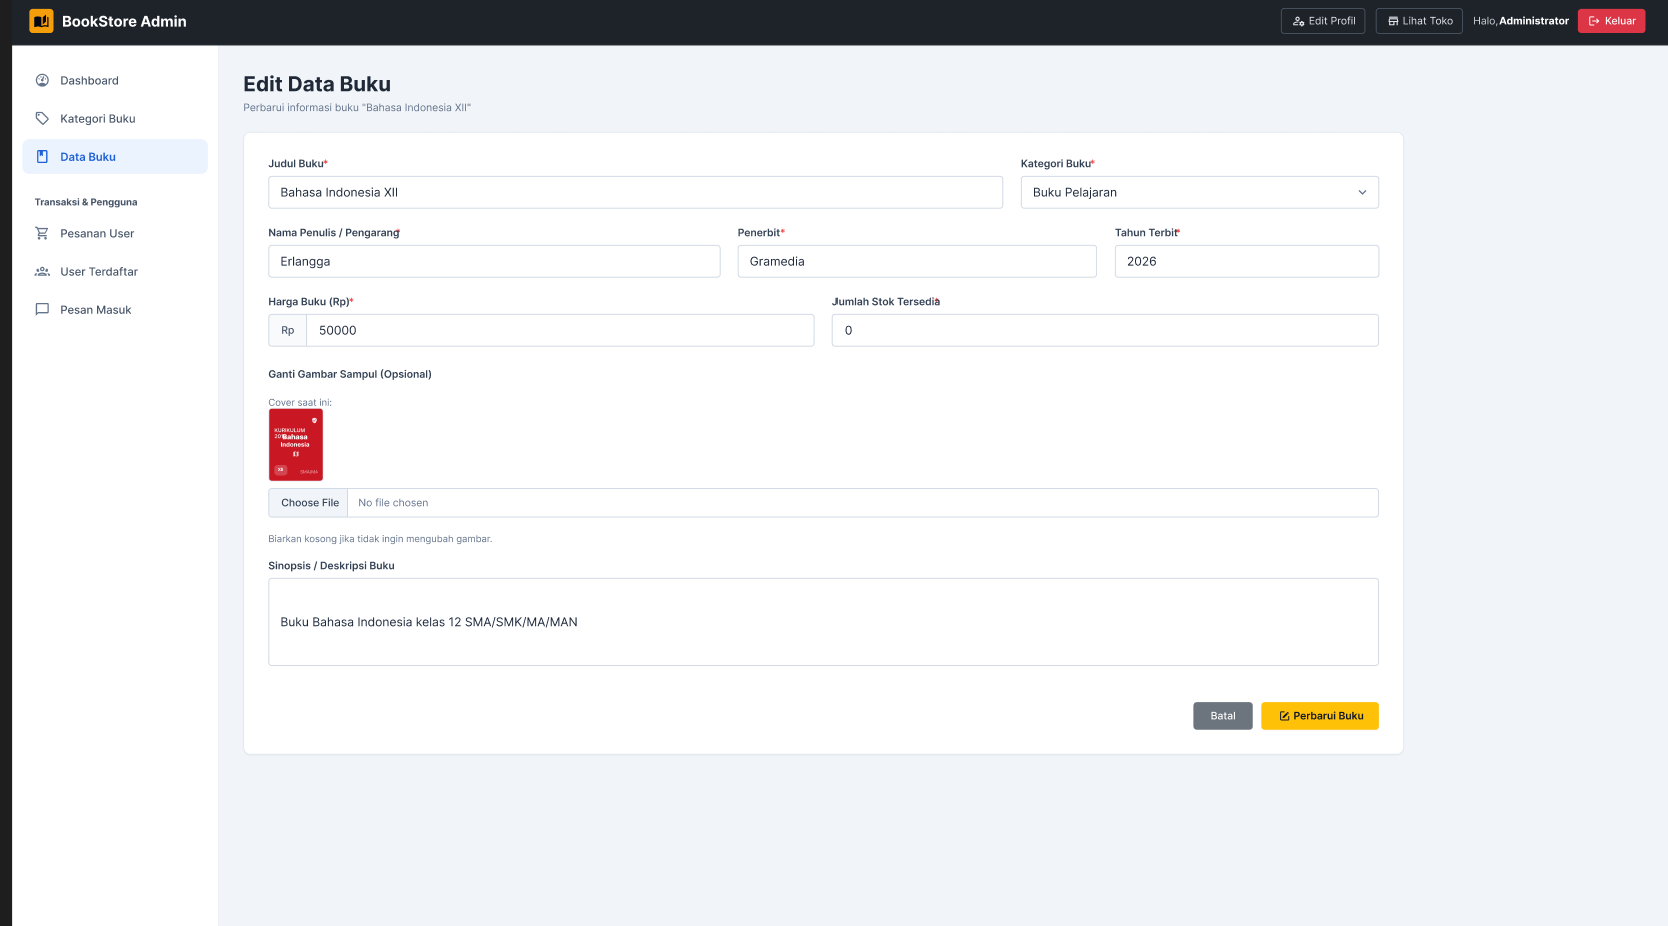 BookStore Admin
Edit Profil
Lihat Toko
Halo, Administrator
Keluar
Dashboard
Kategori Buku
Data Buku
Transaksi & Pengguna
Pesanan User
User Terdaftar
Pesan Masuk
Edit Data Buku
Perbarui informasi buku "Bahasa Indonesia XII"
Judul Buku*
Kategori Buku*
Bahasa Indonesia XII
Buku Pelajaran
Nama Penulis / Pengarang*
Penerbit*
Tahun Terbit*
Erlangga
Gramedia
2026
Harga Buku (Rp)*
Jumlah Stok Tersedia*
Rp
50000
0
Ganti Gambar Sampul (Opsional)
Cover saat ini:
KURIKULUM
Bahasa
Indonesia
XII
Choose File
No file chosen
Biarkan kosong jika tidak ingin mengubah gambar.
Sinopsis / Deskripsi Buku
Buku Bahasa Indonesia kelas 12 SMA/SMK/MA/MAN
Batal
Perbarui Buku